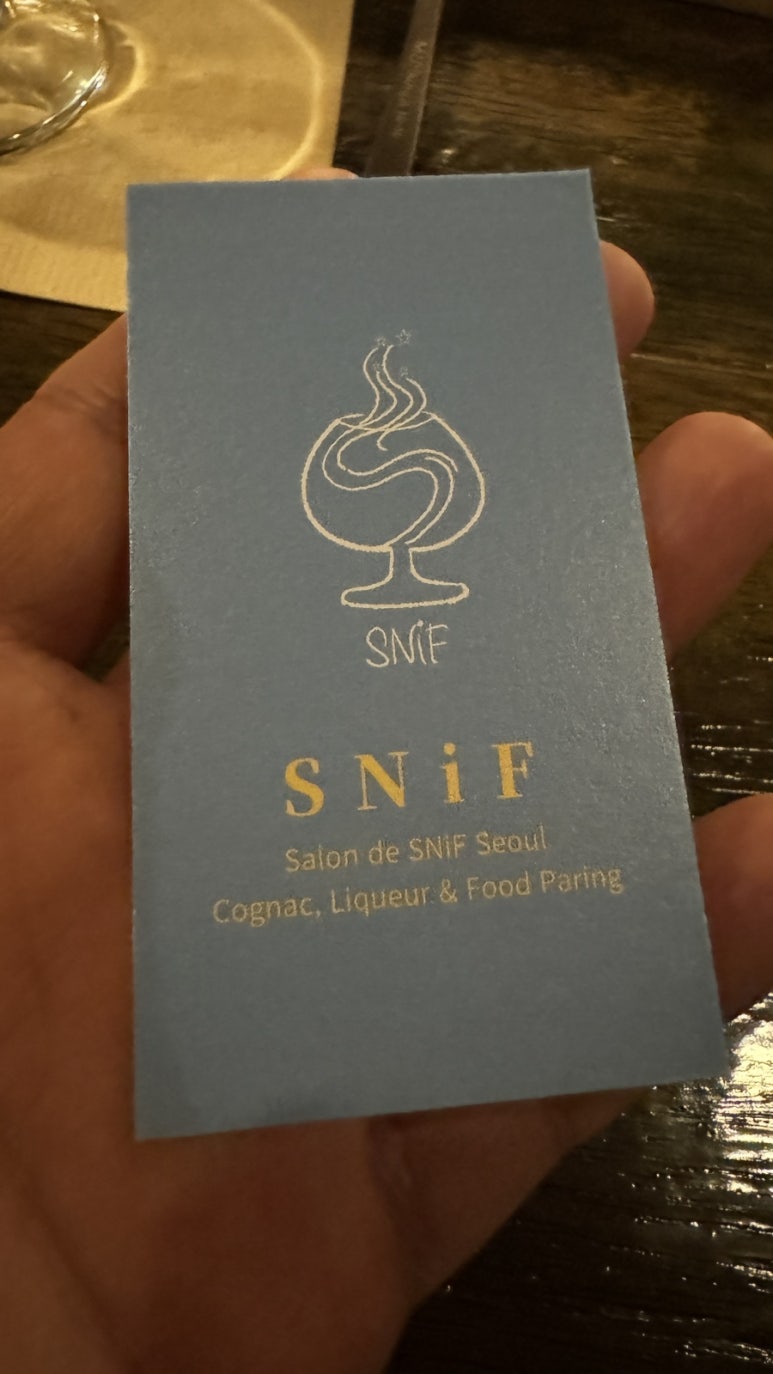 SNiF
SNiF
Salon de SNiF Seoul
Cognac, Liqueur & Food Paring